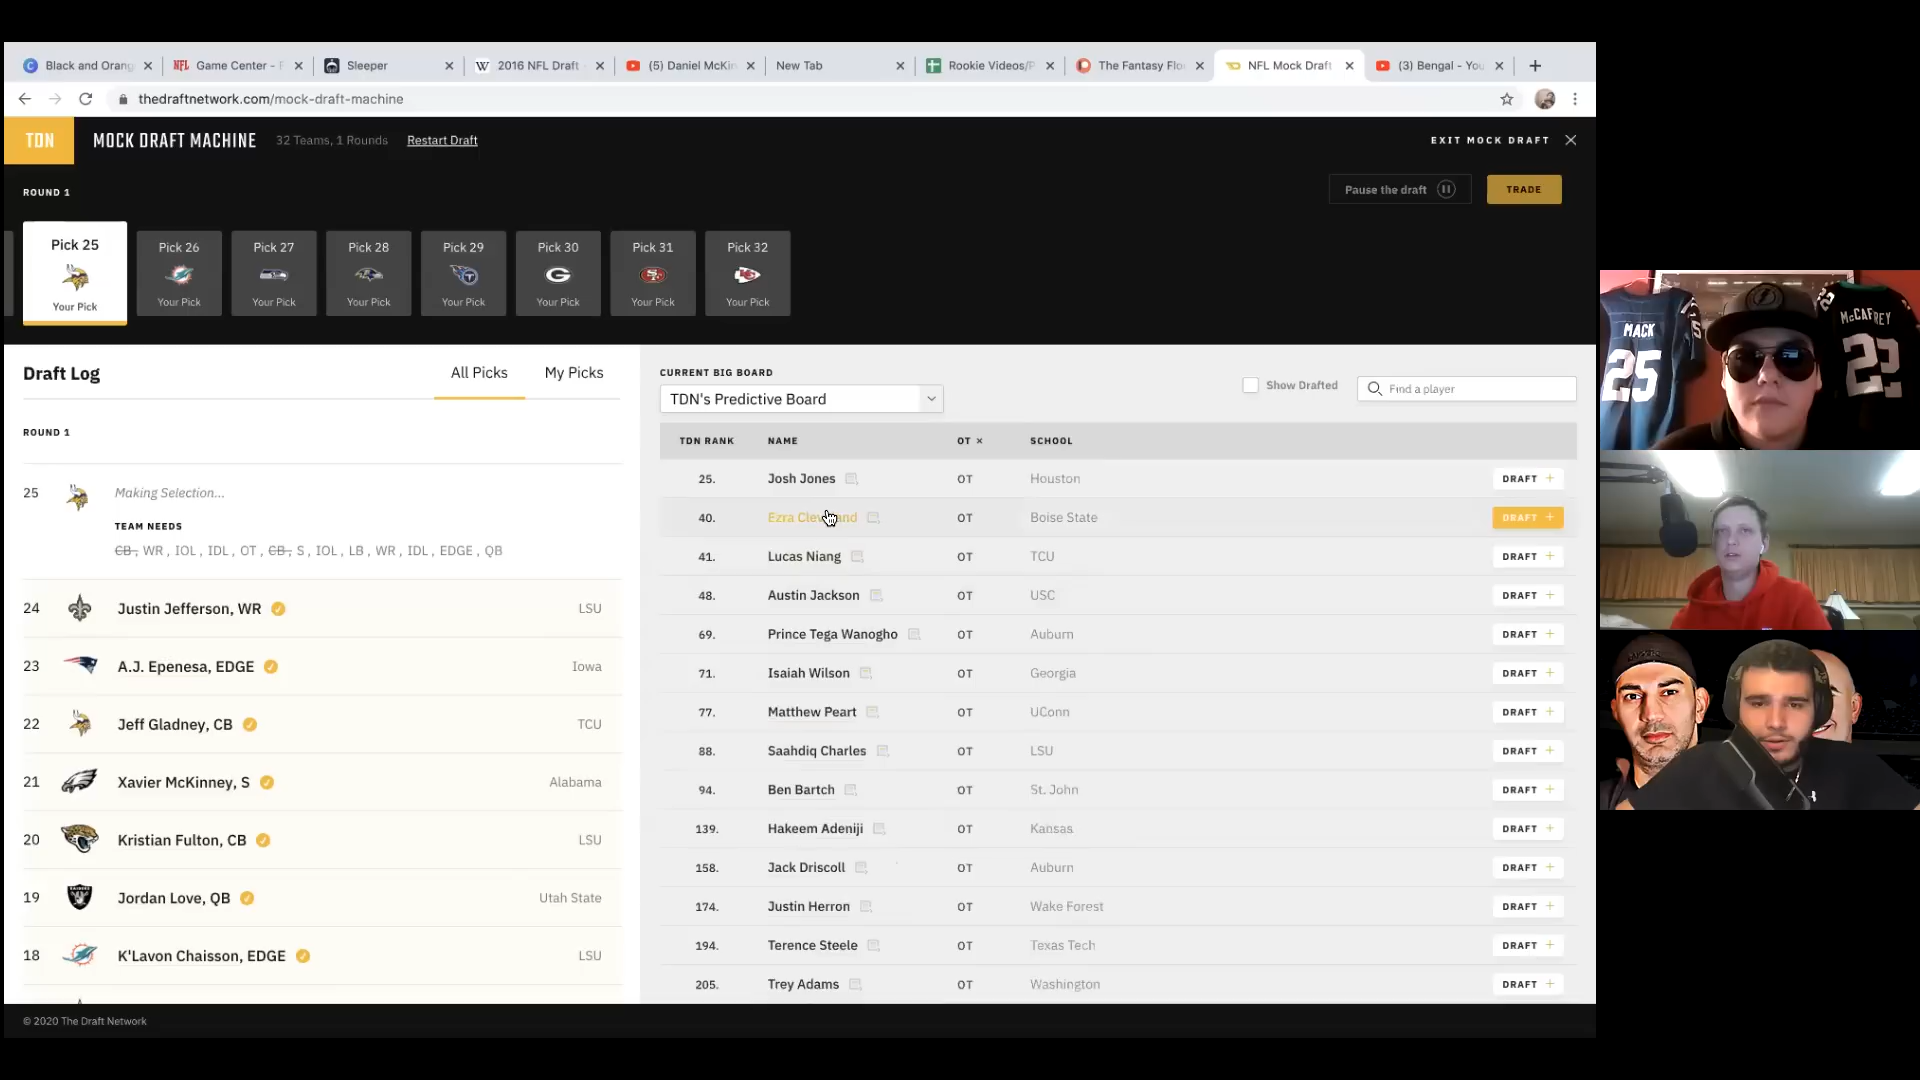 Black and Orang
Game Center - F
Sleeper
2016 NFL Draft
(5) Daniel McKin
New Tab
Rookie Videos/P
The Fantasy Flo
NFL Mock Draft
(3) Bengal - You
thedraftnetwork.com/mock-draft-machine
TDN
MOCK DRAFT MACHINE
32 Teams, 1 Rounds
Restart Draft
EXIT MOCK DRAFT
ROUND 1
Pause the draft
TRADE
Pick 25
Your Pick
Pick 26
Your Pick
Pick 27
Your Pick
Pick 28
Your Pick
Pick 29
Your Pick
Pick 30
Your Pick
Pick 31
Your Pick
Pick 32
Your Pick
Draft Log
All Picks
My Picks
ROUND 1
25
Making Selection...
TEAM NEEDS
CB, WR, IOL, IDL, OT, CB, S, IOL, LB, WR, IDL, EDGE, QB
24 Justin Jefferson, WR LSU
23 A.J. Epenesa, EDGE Iowa
22 Jeff Gladney, CB TCU
21 Xavier McKinney, S Alabama
20 Kristian Fulton, CB LSU
19 Jordan Love, QB Utah State
18 K'Lavon Chaisson, EDGE LSU
CURRENT BIG BOARD
TDN's Predictive Board
Show Drafted
Find a player
TDN RANK NAME OT × SCHOOL
25. Josh Jones OT Houston DRAFT +
40. Ezra Cleveland OT Boise State DRAFT +
41. Lucas Niang OT TCU DRAFT +
48. Austin Jackson OT USC DRAFT +
69. Prince Tega Wanogho OT Auburn DRAFT +
71. Isaiah Wilson OT Georgia DRAFT +
77. Matthew Peart OT UConn DRAFT +
88. Saahdiq Charles OT LSU DRAFT +
94. Ben Bartch OT St. John DRAFT +
139. Hakeem Adeniji OT Kansas DRAFT +
158. Jack Driscoll OT Auburn DRAFT +
174. Justin Herron OT Wake Forest DRAFT +
194. Terence Steele OT Texas Tech DRAFT +
205. Trey Adams OT Washington DRAFT +
© 2020 The Draft Network
MACK
25
McCAFFREY
22